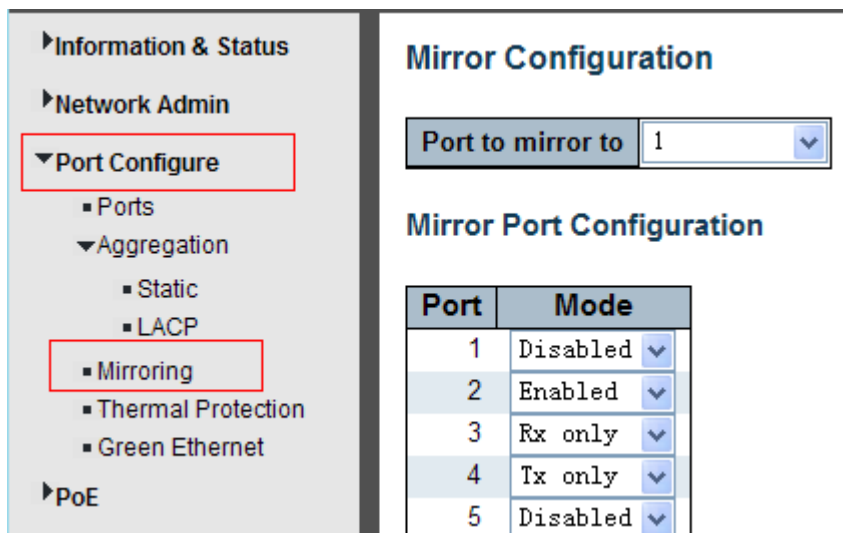 Information & Status
Network Admin
Port Configure
Ports
Aggregation
Static
LACP
Mirroring
Thermal Protection
Green Ethernet
PoE
Mirror Configuration
Port to mirror to 1
Mirror Port Configuration
Port Mode
1 Disabled
2 Enabled
3 Rx only
4 Tx only
5 Disabled